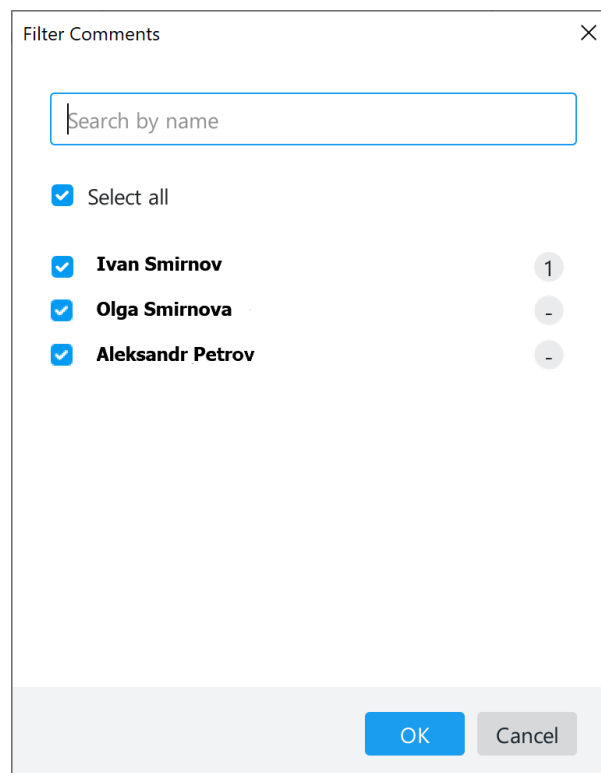 Filter Comments
Search by name
Select all
Ivan Smirnov 1
Olga Smirnova -
Aleksandr Petrov -
OK Cancel